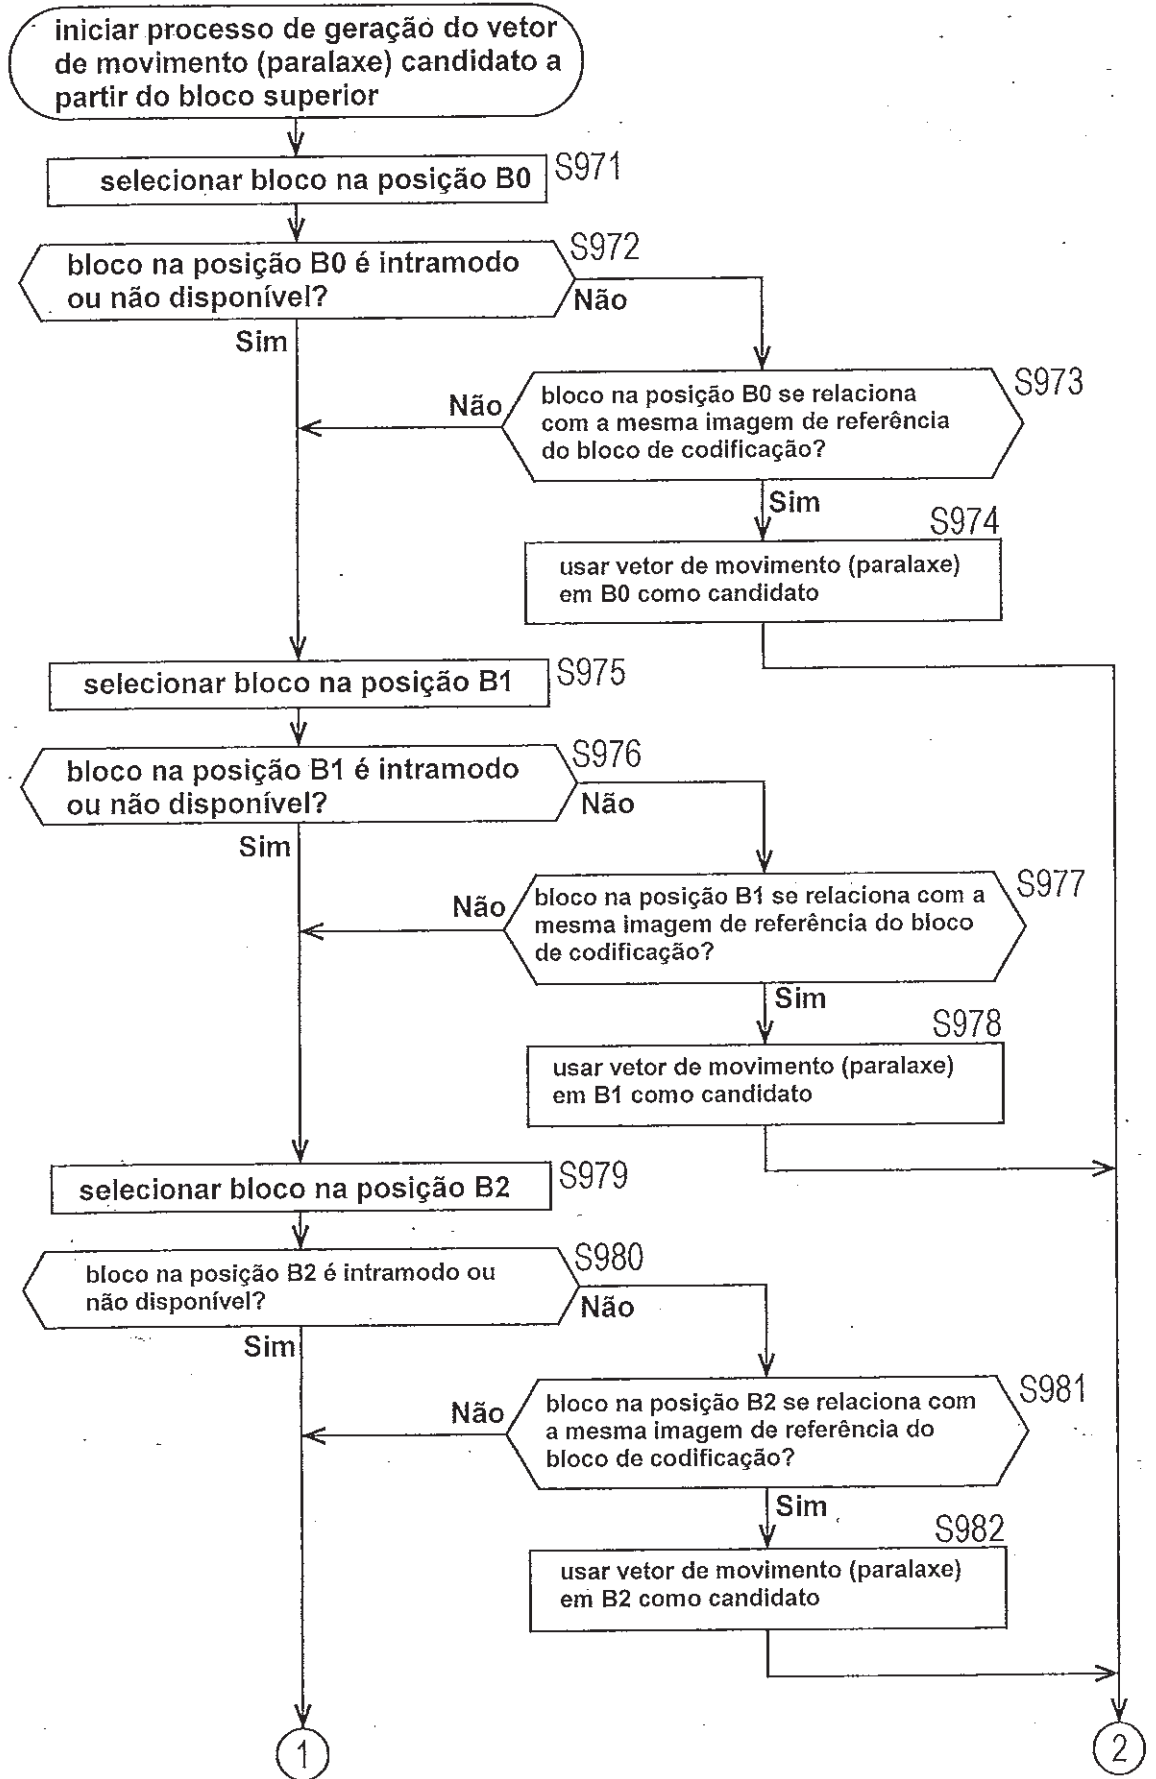 iniciar processo de geração do vetor
de movimento (paralaxe) candidato a
partir do bloco superior
selecionar bloco na posição B0
S971
bloco na posição B0 é intramodo
ou não disponível?
S972
Não
Sim
bloco na posição B0 se relaciona
com a mesma imagem de referência
do bloco de codificação?
S973
Não
Sim
S974
usar vetor de movimento (paralaxe)
em B0 como candidato
selecionar bloco na posição B1
S975
bloco na posição B1 é intramodo
ou não disponível?
S976
Não
Sim
bloco na posição B1 se relaciona com a
mesma imagem de referência do bloco
de codificação?
S977
Não
Sim
S978
usar vetor de movimento (paralaxe)
em B1 como candidato
selecionar bloco na posição B2
S979
bloco na posição B2 é intramodo ou
não disponível?
S980
Não
Sim
bloco na posição B2 se relaciona com
a mesma imagem de referência do
bloco de codificação?
S981
Não
Sim
S982
usar vetor de movimento (paralaxe)
em B2 como candidato
1
2